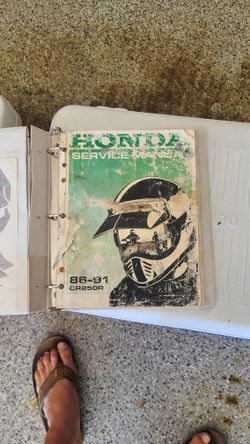 HONDA
SERVICE MANUAL
86-91
CR250R